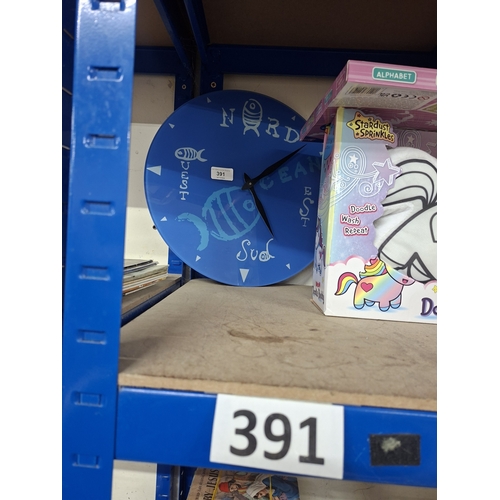 NORD
OUEST
391
OCEAN
EST
Sud
ALPHABET
Stardust
Sprinkles
Doodle
Wash
Repeat
391